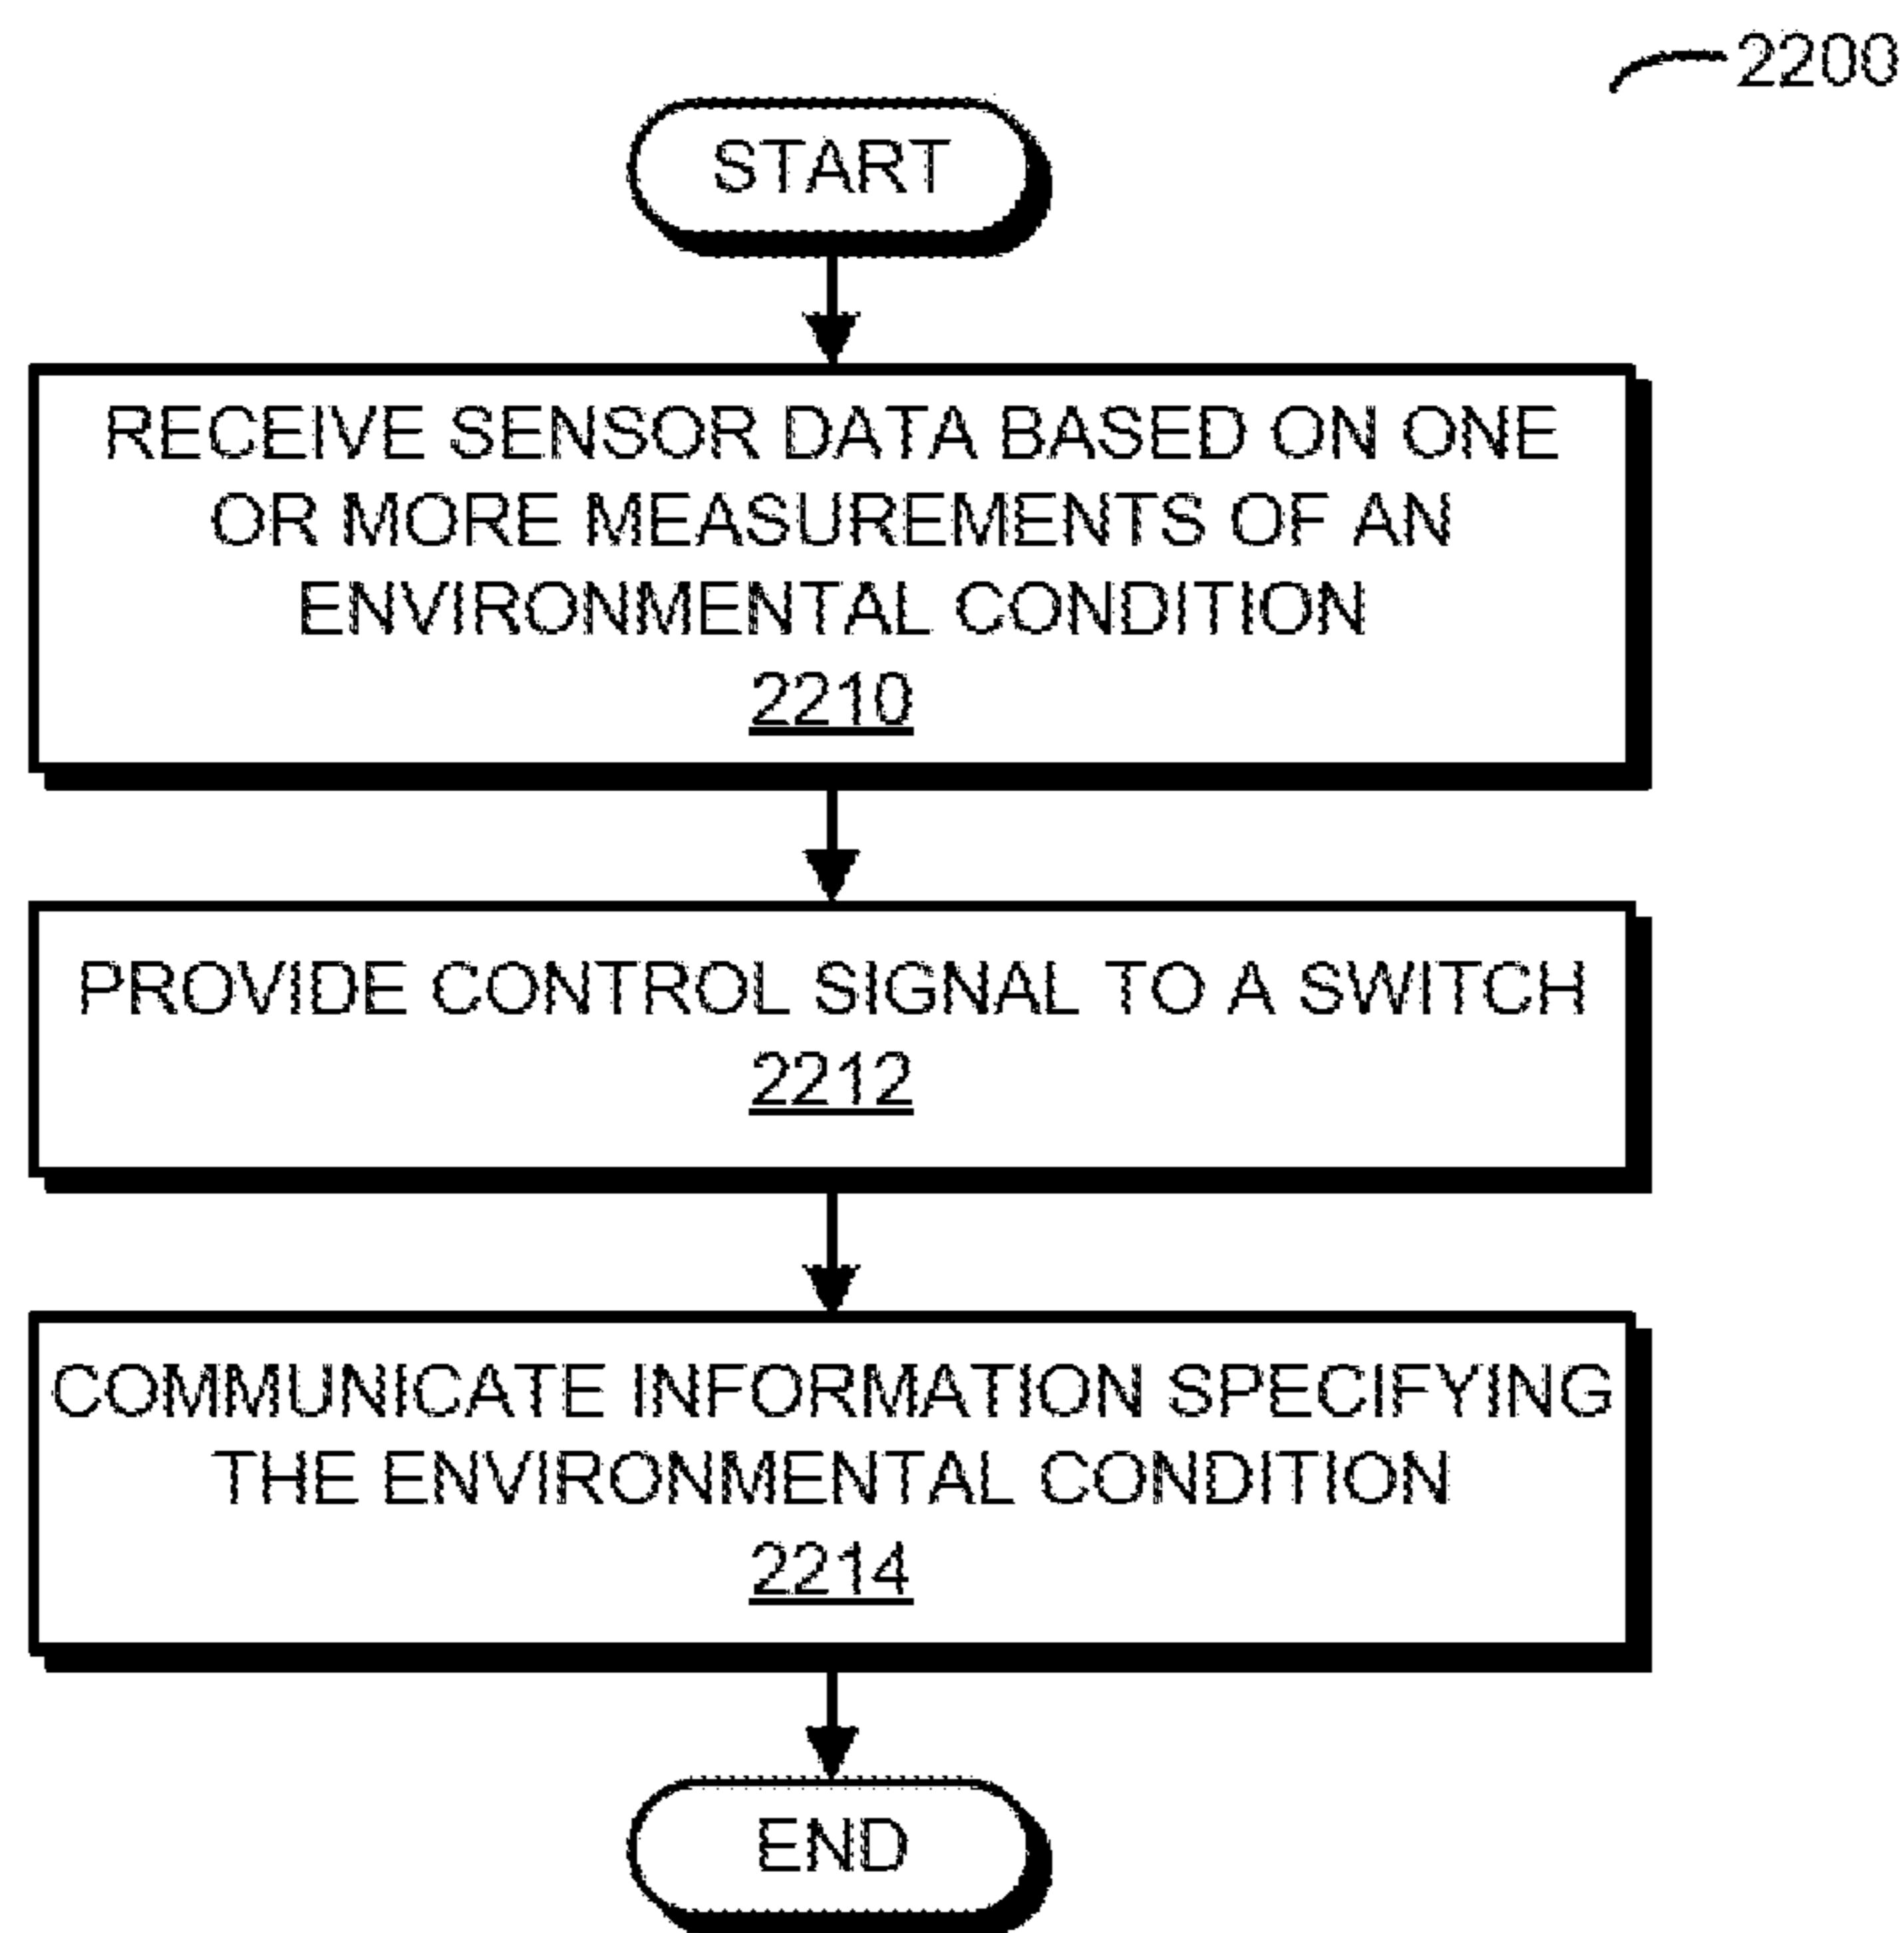 2200
START
RECEIVE SENSOR DATA BASED ON ONE
OR MORE MEASUREMENTS OF AN
ENVIRONMENTAL CONDITION
2210
PROVIDE CONTROL SIGNAL TO A SWITCH
2212
COMMUNICATE INFORMATION SPECIFYING
THE ENVIRONMENTAL CONDITION
2214
END